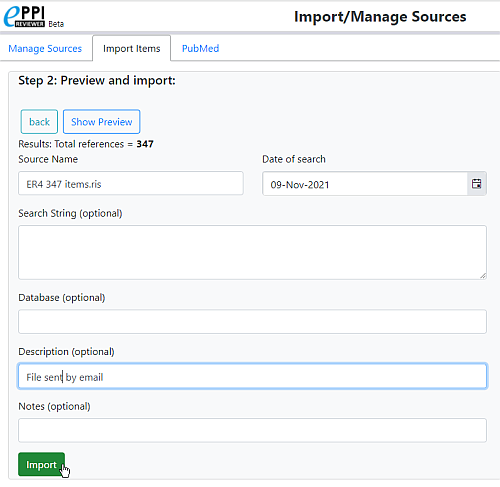 ePPI REVIEWER Beta
Import/Manage Sources
Manage Sources Import Items PubMed
Step 2: Preview and import:
back Show Preview
Results: Total references = 347
Source Name Date of search
ER4 347 items.ris 09-Nov-2021
Search String (optional)
Database (optional)
Description (optional)
File sent by email
Notes (optional)
Import